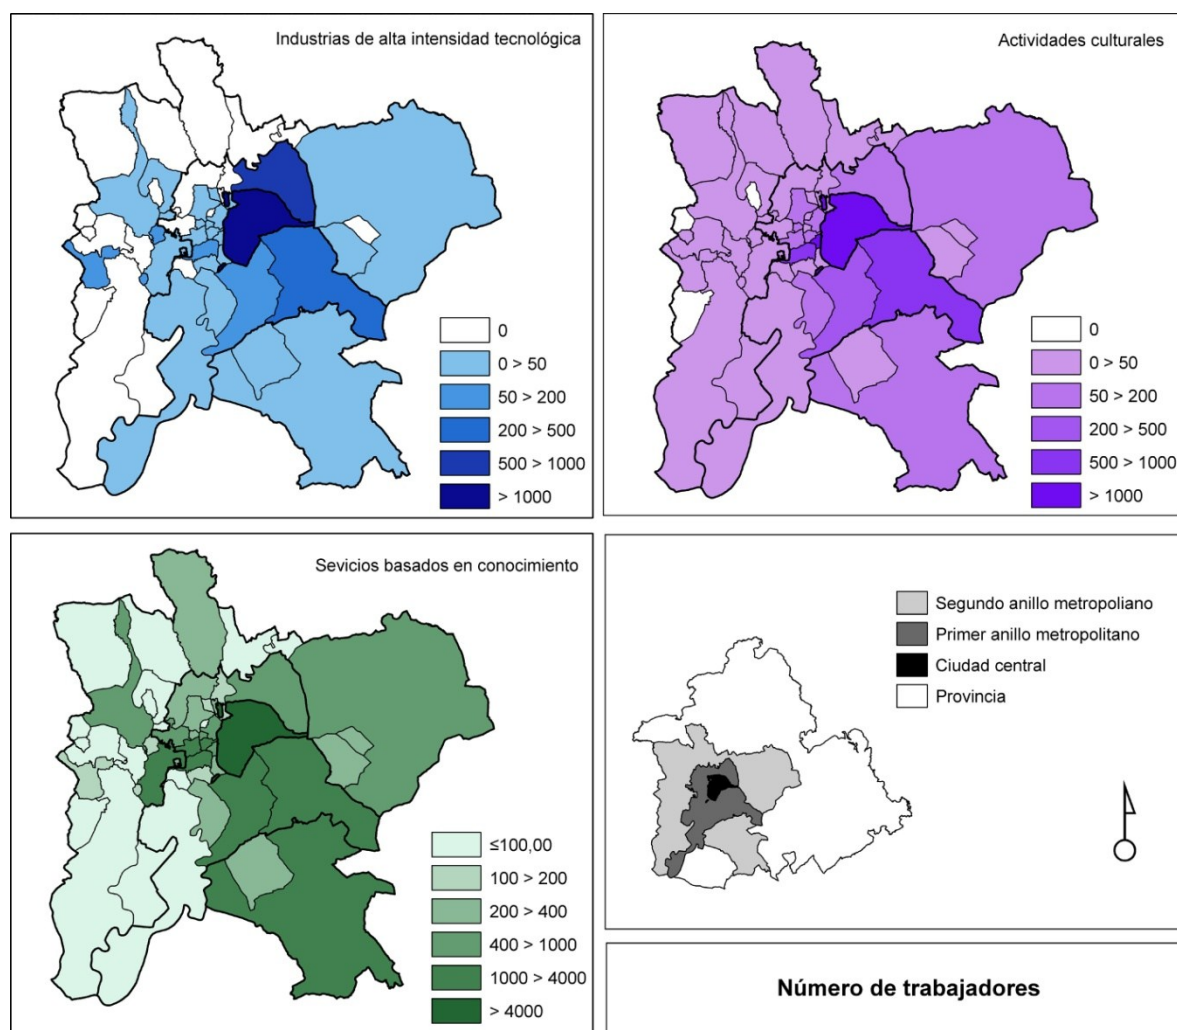 Industrias de alta intensidad tecnológica
0
0 > 50
50 > 200
200 > 500
500 > 1000
> 1000
Actividades culturales
0
0 > 50
50 > 200
200 > 500
500 > 1000
> 1000
Sevicios basados en conocimiento
≤100,00
100 > 200
200 > 400
400 > 1000
1000 > 4000
> 4000
Segundo anillo metropoliano
Primer anillo metropolitano
Ciudad central
Provincia
Número de trabajadores